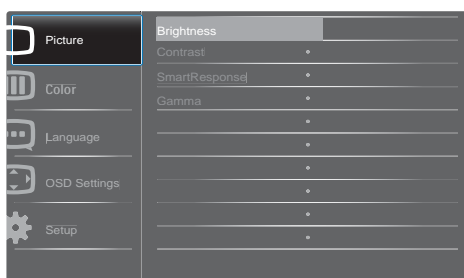 Picture
Color
Language
OSD Settings
Setup
Brightness
Contrast
SmartResponse
Gamma